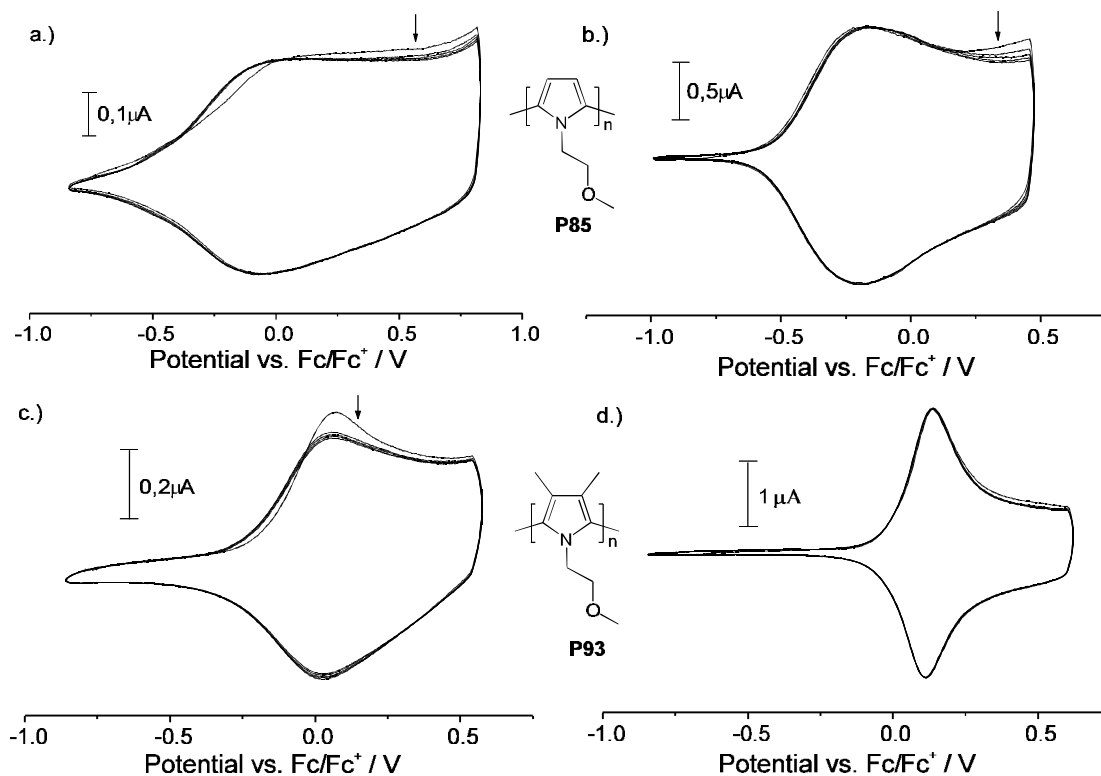 a.)
b.)
0,1µA
0,5µA
[ ]n
N
O
P85
-1.0 -0.5 0.0 0.5 1.0
-1.0 -0.5 0.0 0.5
Potential vs. Fc/Fc+ / V
Potential vs. Fc/Fc+ / V
c.)
d.)
0,2µA
1 µA
[ ]n
N
O
P93
-1.0 -0.5 0.0 0.5
-1.0 -0.5 0.0 0.5
Potential vs, Fc/Fc+ / V
Potential vs. Fc/Fc+ / V